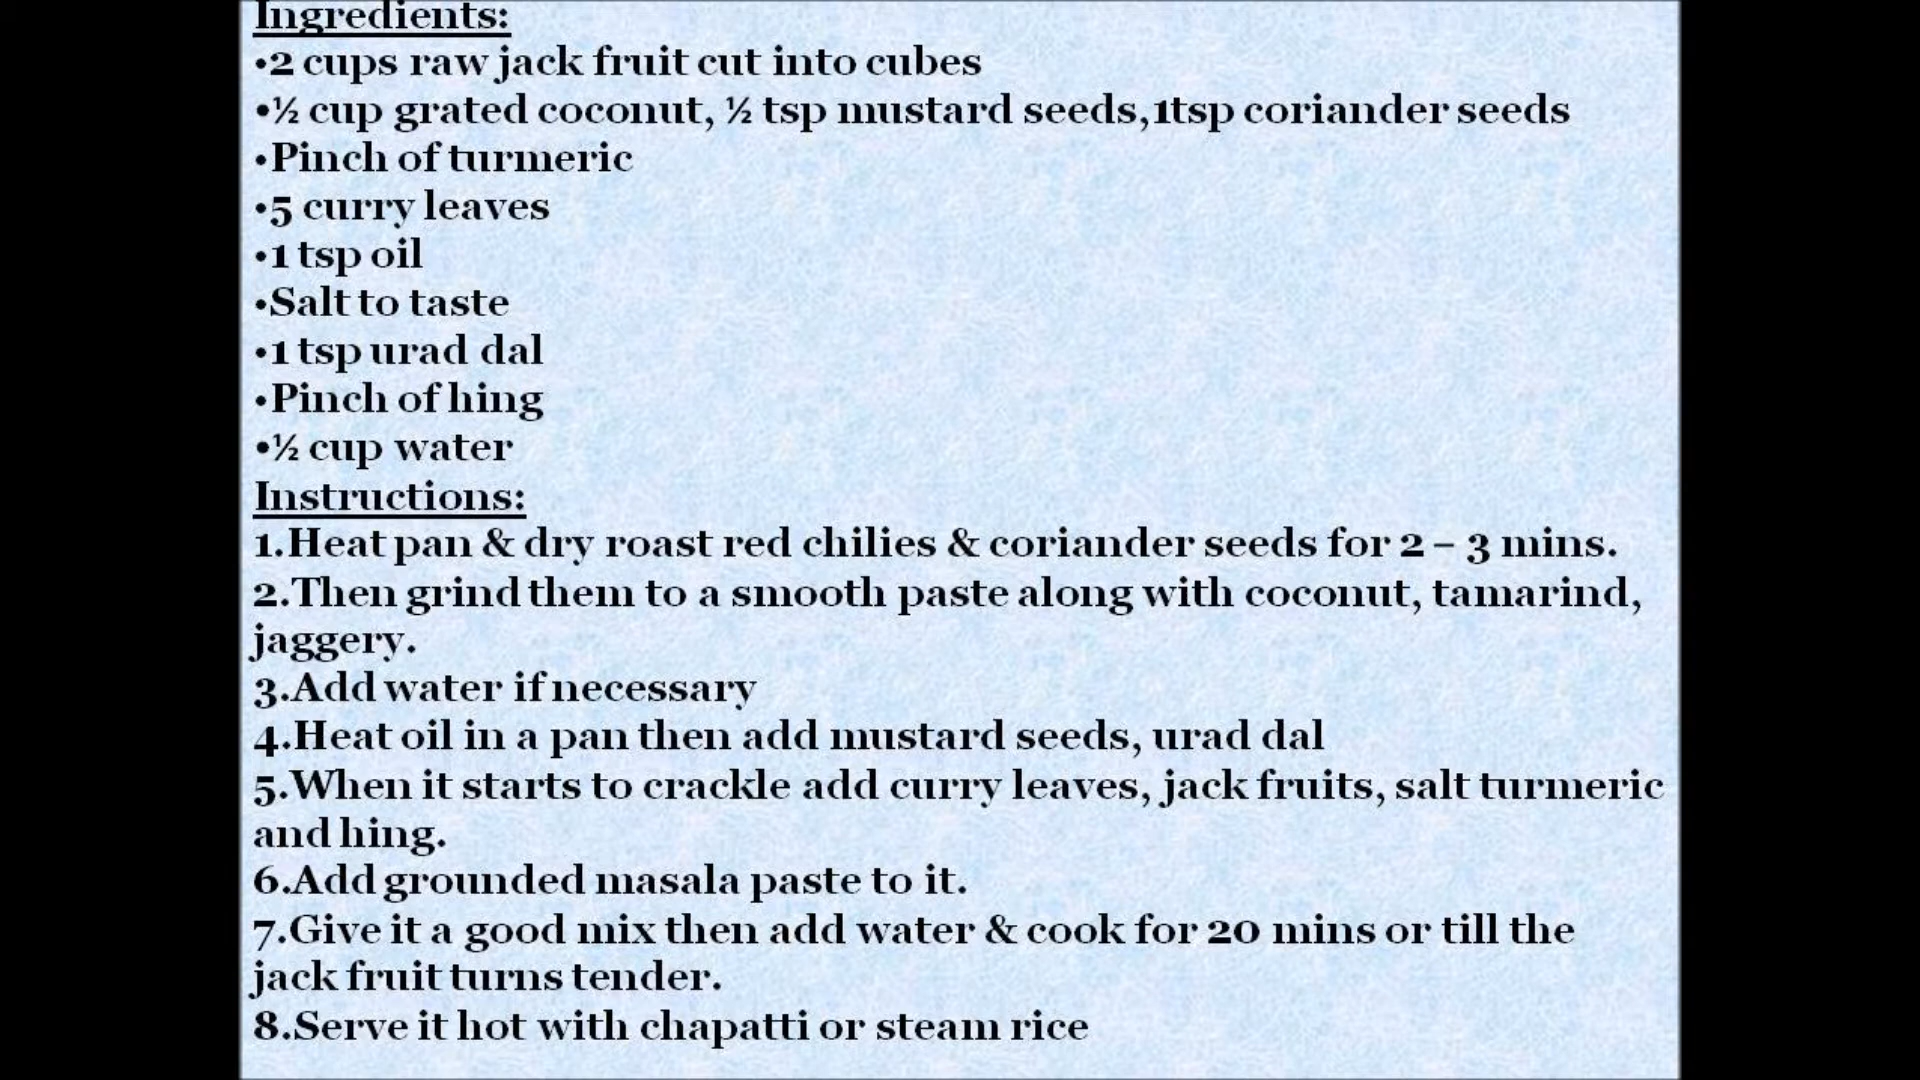 Ingredients:
•2 cups raw jack fruit cut into cubes
•½ cup grated coconut, ½ tsp mustard seeds,1tsp coriander seeds
•Pinch of turmeric
•5 curry leaves
•1 tsp oil
•Salt to taste
•1 tsp urad dal
•Pinch of hing
•½ cup water
Instructions:
1.Heat pan & dry roast red chilies & coriander seeds for 2 – 3 mins.
2.Then grind them to a smooth paste along with coconut, tamarind,
jaggery.
3.Add water if necessary
4.Heat oil in a pan then add mustard seeds, urad dal
5.When it starts to crackle add curry leaves, jack fruits, salt turmeric
and hing.
6.Add grounded masala paste to it.
7.Give it a good mix then add water & cook for 20 mins or till the
jack fruit turns tender.
8.Serve it hot with chapatti or steam rice